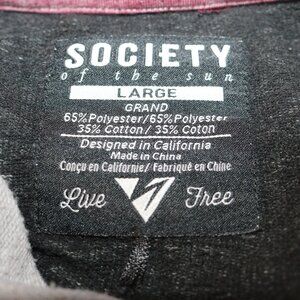 SOCIETY
of the sun
LARGE
GRAND
65% Polyester/65% Polyester
35% Cotton / 35% Coton
Designed in California
Made in China
Conçu en Californie/ Fabriqué en Chine
Live Free